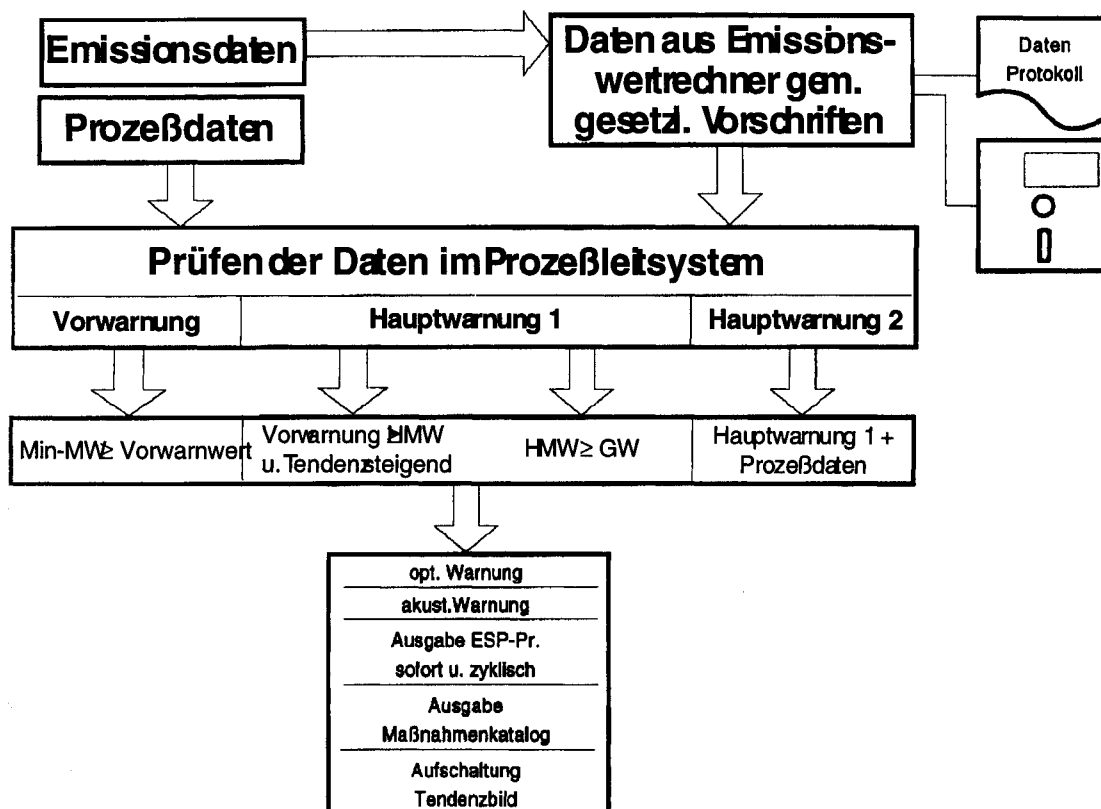 Emissionsdaten
Prozeßdaten
Daten aus Emissions-
wertrechner gem.
gesetzl. Vorschriften
Daten
Protokoll
Prüfen der Daten im Prozeßleitsystem
Vorwarnung
Hauptwarnung 1
Hauptwarnung 2
Min-MW≥ Vorwarnwert
Vorwarnung ≥HMW
u. Tendenzsteigend
HMW≥ GW
Hauptwarnung 1 +
Prozeßdaten
opt. Warnung
akust.Warnung
Ausgabe ESP-Pr.
sofort u. zyklisch
Ausgabe
Maßnahmenkatalog
Aufschaltung
Tendenzbild